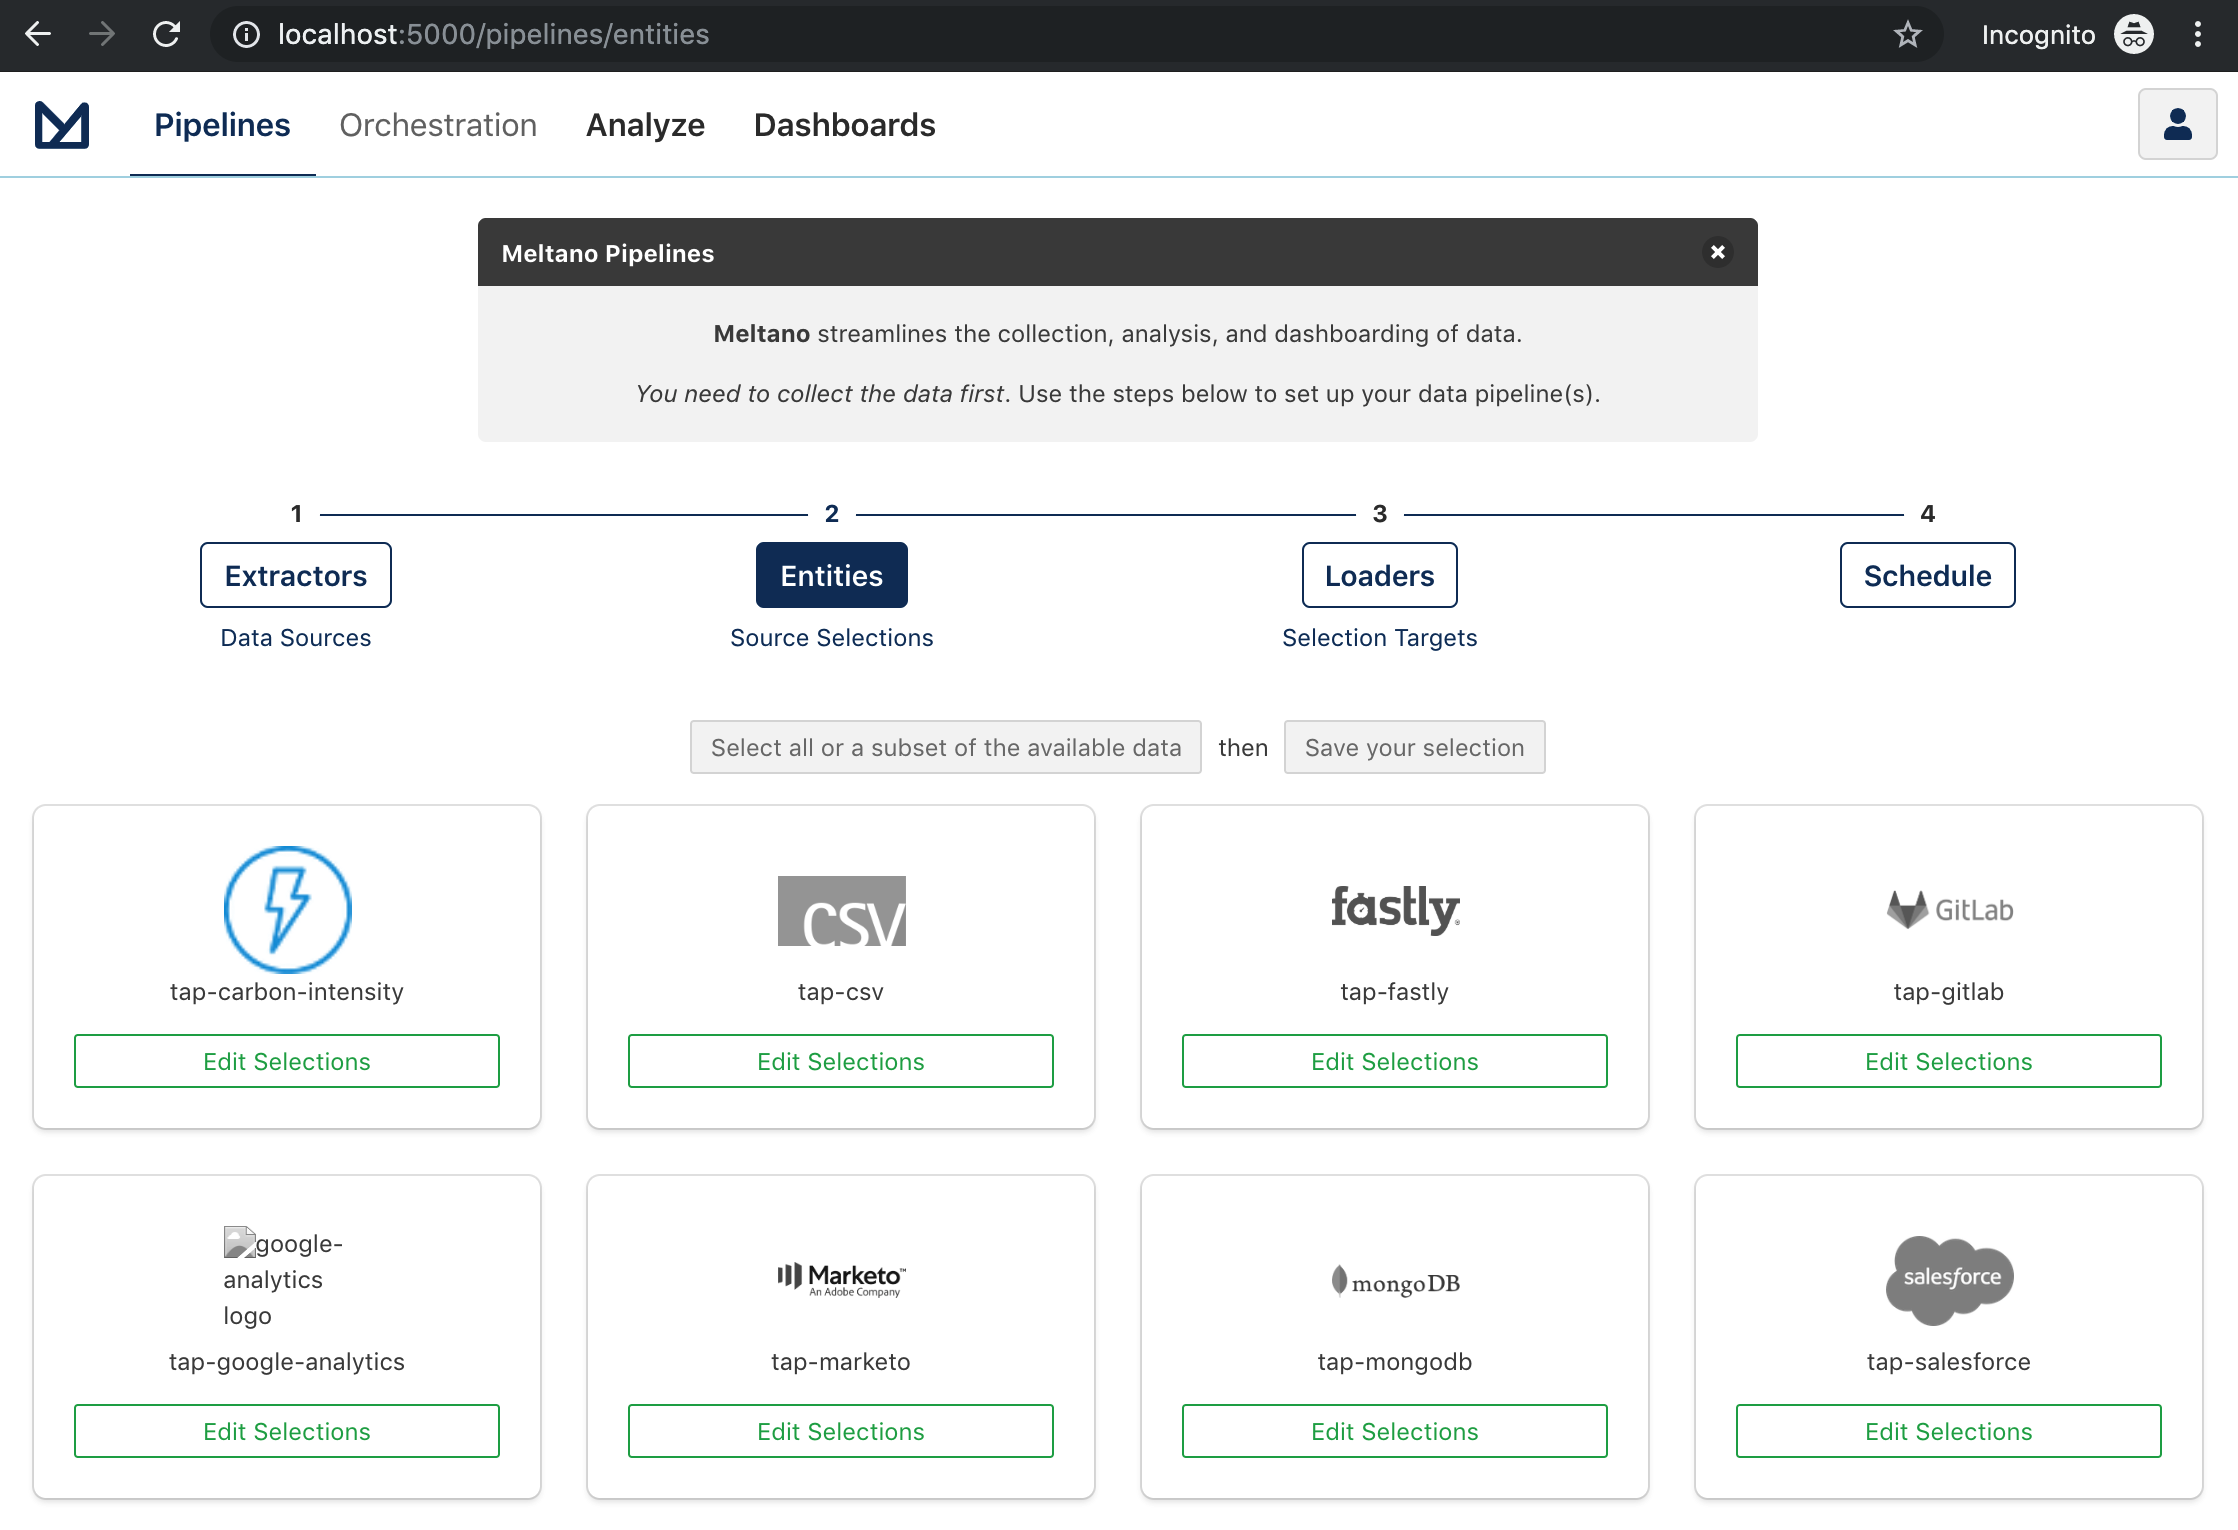 localhost:5000/pipelines/entities
Incognito
Pipelines
Orchestration
Analyze
Dashboards
Meltano Pipelines
Meltano streamlines the collection, analysis, and dashboarding of data.
You need to collect the data first. Use the steps below to set up your data pipeline(s).
1
2
3
4
Extractors
Entities
Loaders
Schedule
Data Sources
Source Selections
Selection Targets
Select all or a subset of the available data
then
Save your selection
CSV
fastly
GitLab
tap-carbon-intensity
tap-csv
tap-fastly
tap-gitlab
Edit Selections
Edit Selections
Edit Selections
Edit Selections
google-
analytics
logo
Marketo™
An Adobe Company
mongoDB
salesforce
tap-google-analytics
tap-marketo
tap-mongodb
tap-salesforce
Edit Selections
Edit Selections
Edit Selections
Edit Selections